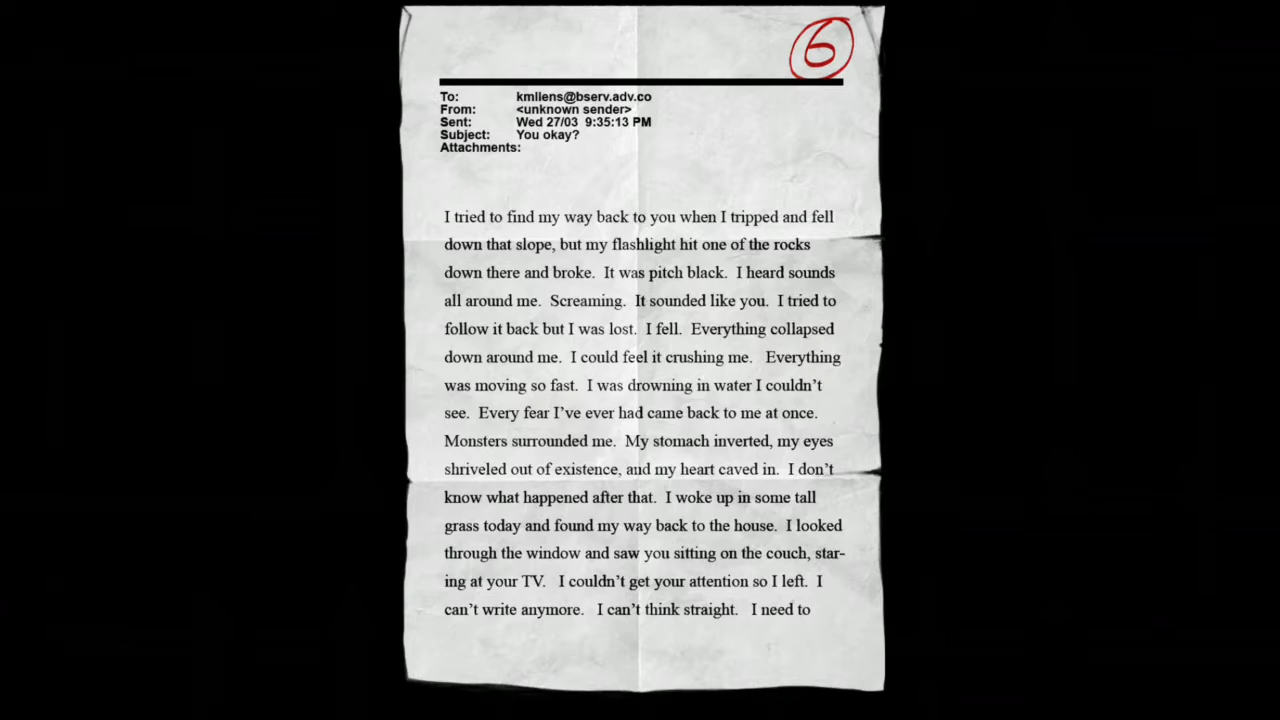 6
To: kmliens@bserv.adv.co
From: <unknown sender>
Sent: Wed 27/03 9:35:13 PM
Subject: You okay?
Attachments:
I tried to find my way back to you when I tripped and fell
down that slope, but my flashlight hit one of the rocks
down there and broke. It was pitch black. I heard sounds
all around me. Screaming. It sounded like you. I tried to
follow it back but I was lost. I fell. Everything collapsed
down around me. I could feel it crushing me. Everything
was moving so fast. I was drowning in water I couldn’t
see. Every fear I’ve ever had came back to me at once.
Monsters surrounded me. My stomach inverted, my eyes
shriveled out of existence, and my heart caved in. I don’t
know what happened after that. I woke up in some tall
grass today and found my way back to the house. I looked
through the window and saw you sitting on the couch, star-
ing at your TV. I couldn’t get your attention so I left. I
can’t write anymore. I can’t think straight. I need to